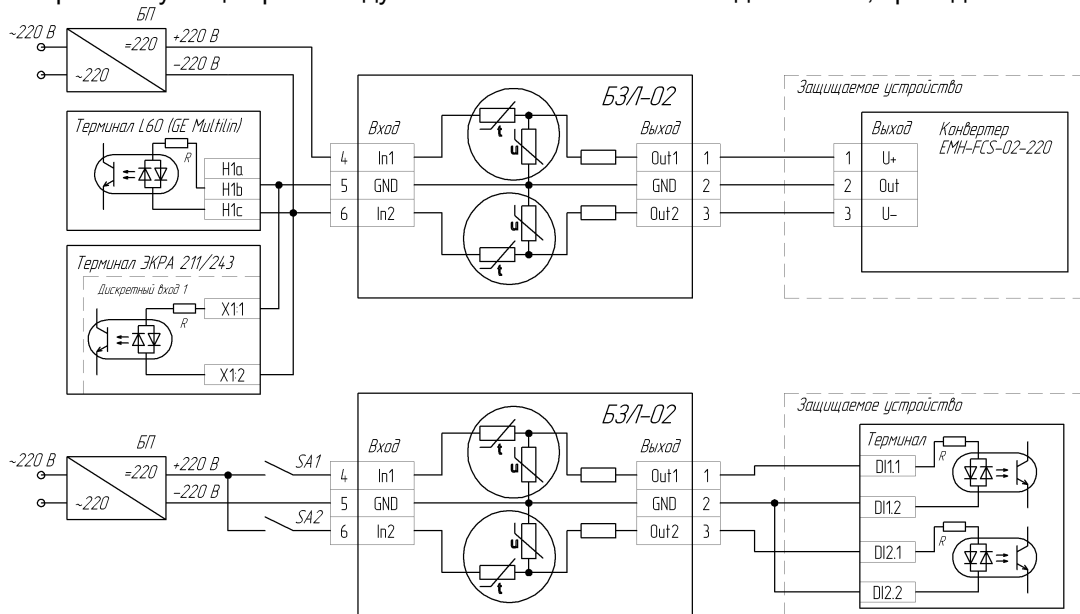 БП
~220 В
=220
~220
+220 В
-220 В
Терминал L60 (GE Multilin)
R
H1a
H1b
H1c
Терминал ЭКРА 211/243
Дискретный вход 1
R
X1:1
X1:2
БЗЛ-02
Вход
Выход
4 In1
5 GND
6 In2
u
t
u
t
Out1 1
GND 2
Out2 3
Защищаемое устройство
Выход
1 U+
2 Out
3 U-
Конвертер
EMH-FCS-02-220
БП
~220 В
=220
~220
+220 В
-220 В
SA1
SA2
БЗЛ-02
Вход
Выход
4 In1
5 GND
6 In2
u
t
u
t
Out1 1
GND 2
Out2 3
Защищаемое устройство
Терминал
DI1.1
R
DI1.2
DI2.1
R
DI2.2